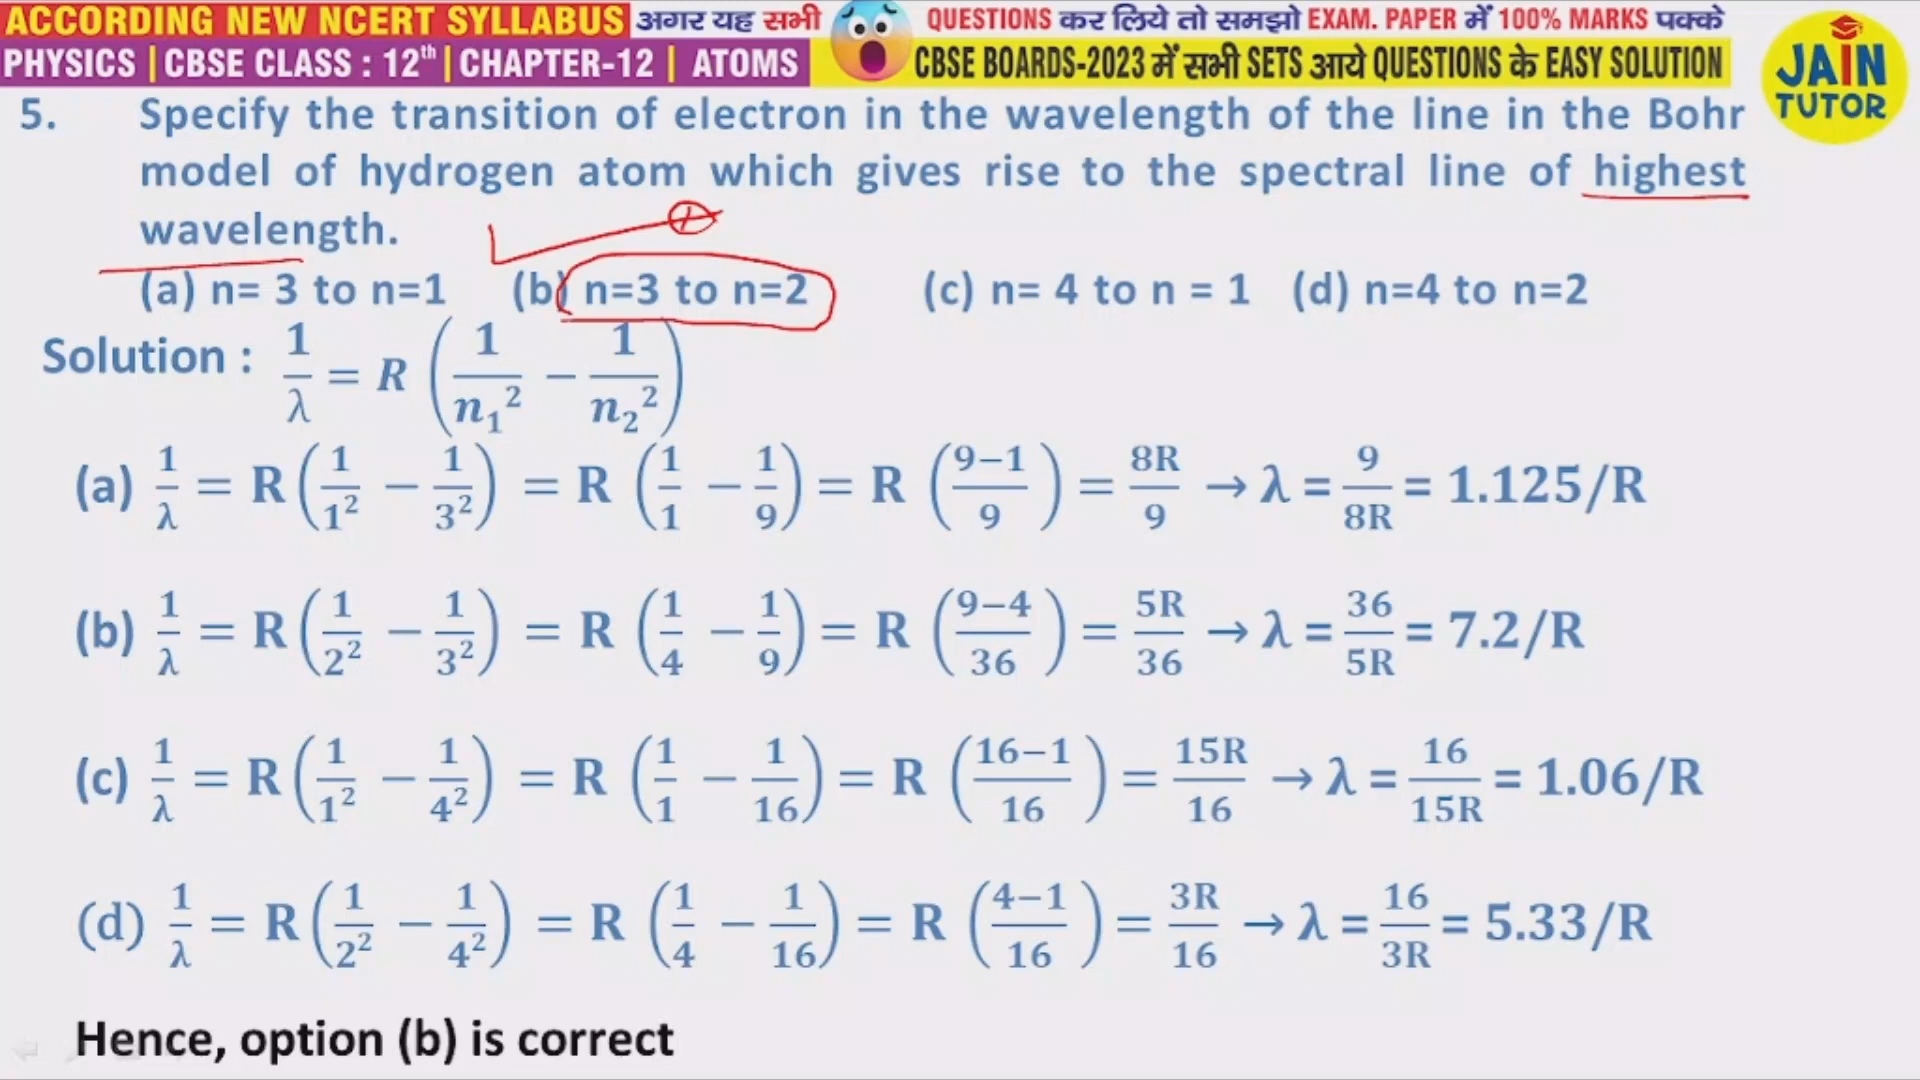 ACCORDING NEW NCERT SYLLABUS अगर यह सभी QUESTIONS कर लिये तो समझो EXAM. PAPER में 100% MARKS पक्के
PHYSICS | CBSE CLASS : 12th | CHAPTER-12 | ATOMS CBSE BOARDS-2023 में सभी SETS आये QUESTIONS के EASY SOLUTION
JAIN
TUTOR
5. Specify the transition of electron in the wavelength of the line in the Bohr
model of hydrogen atom which gives rise to the spectral line of highest
wavelength.
(a) n= 3 to n=1 (b) n=3 to n=2 (c) n= 4 to n = 1 (d) n=4 to n=2
Solution : 1/λ = R (1/n₁² − 1/n₂²)
(a) 1/λ = R(1/1² − 1/3²) = R (1/1 − 1/9) = R (9−1/9) = 8R/9 → λ = 9/8R = 1.125/R
(b) 1/λ = R(1/2² − 1/3²) = R (1/4 − 1/9) = R (9−4/36) = 5R/36 → λ = 36/5R = 7.2/R
(c) 1/λ = R(1/1² − 1/4²) = R (1/1 − 1/16) = R (16−1/16) = 15R/16 → λ = 16/15R = 1.06/R
(d) 1/λ = R(1/2² − 1/4²) = R (1/4 − 1/16) = R (4−1/16) = 3R/16 → λ = 16/3R = 5.33/R
Hence, option (b) is correct